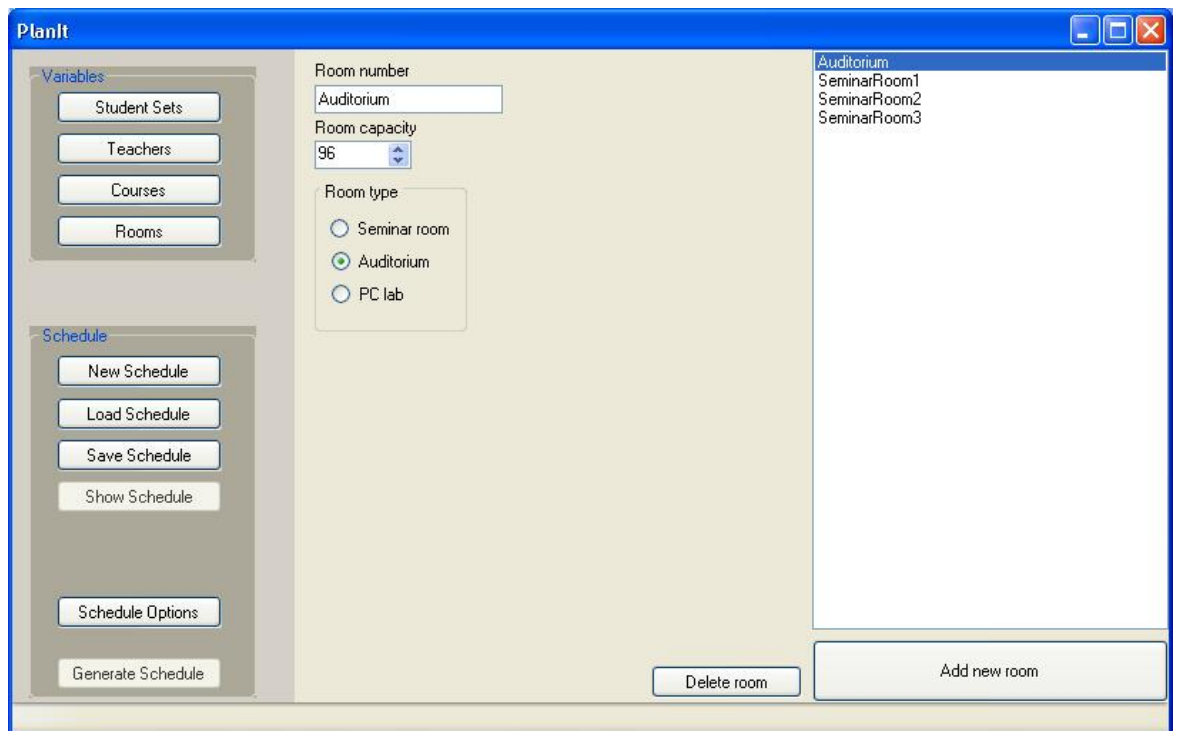 PlanIt
Variables
Student Sets
Teachers
Courses
Rooms
Schedule
New Schedule
Load Schedule
Save Schedule
Show Schedule
Schedule Options
Generate Schedule
Room number
Auditorium
Room capacity
96
Room type
Seminar room
Auditorium
PC lab
Delete room
Auditorium
SeminarRoom1
SeminarRoom2
SeminarRoom3
Add new room